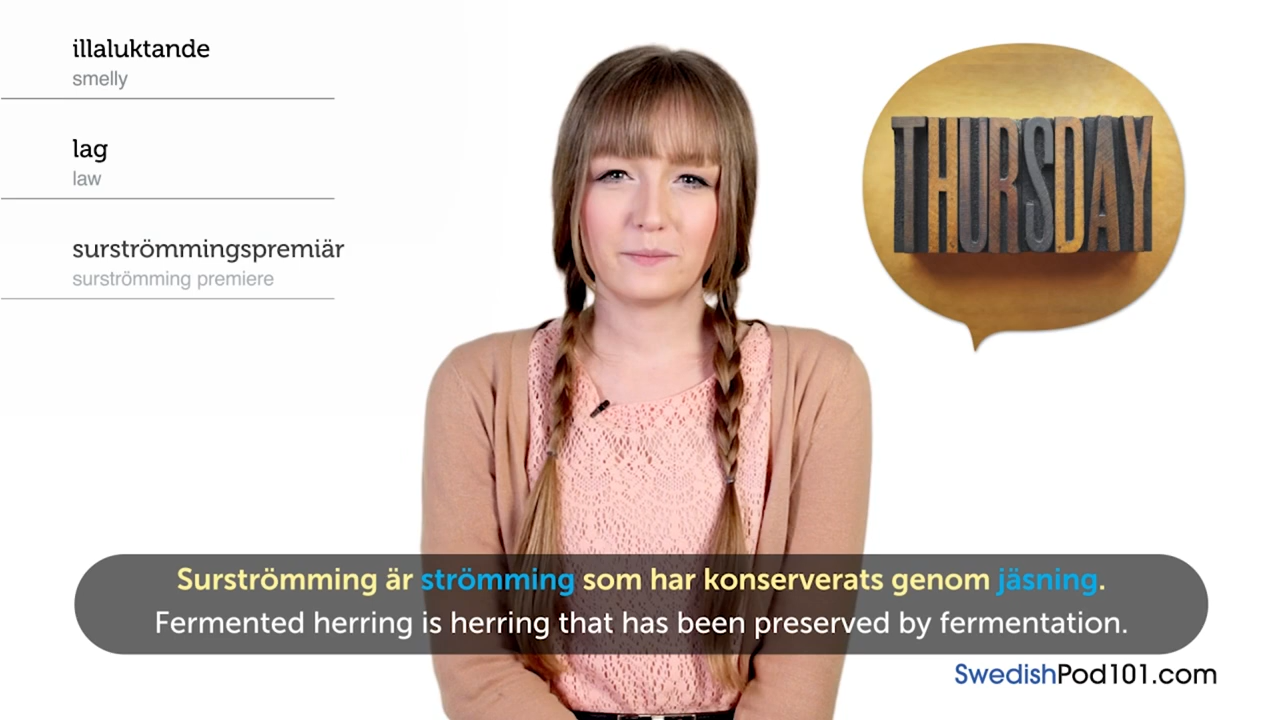 illaluktande
smelly
lag
law
surströmmingspremiär
surströmming premiere
THURSDAY
Surströmming är strömming som har konserverats genom jäsning.
Fermented herring is herring that has been preserved by fermentation.
SwedishPod101.com